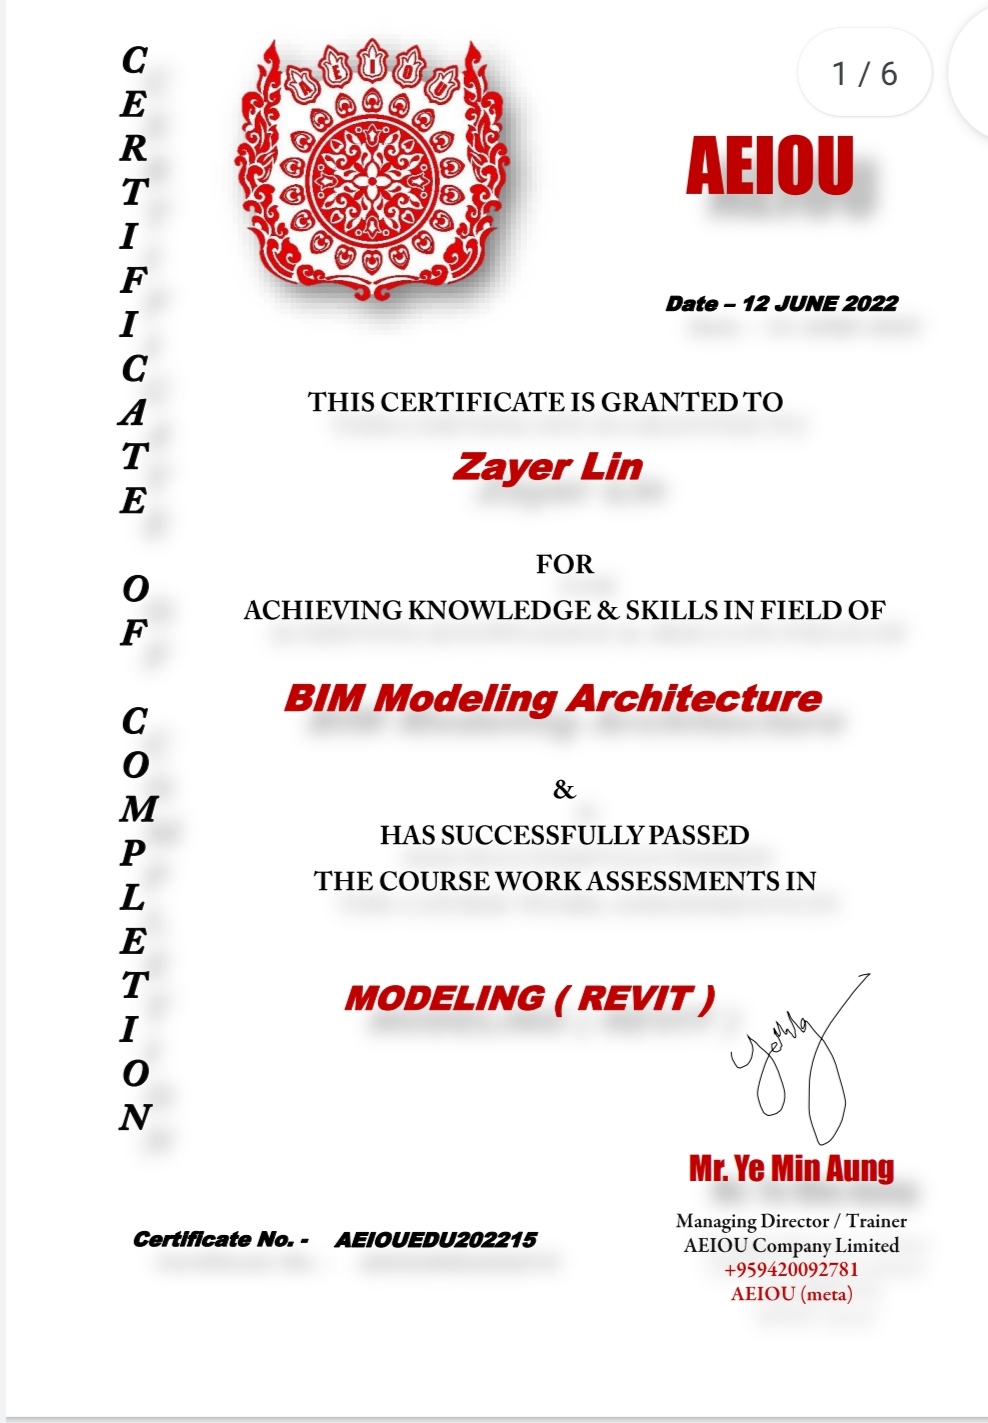 CERTIFICATE OF COMPLETION
A E I O U
1 / 6
AEIOU
Date – 12 JUNE 2022
THIS CERTIFICATE IS GRANTED TO
Zayer Lin
FOR
ACHIEVING KNOWLEDGE & SKILLS IN FIELD OF
BIM Modeling Architecture
&
HAS SUCCESSFULLY PASSED
THE COURSE WORK ASSESSMENTS IN
MODELING ( REVIT )
Mr. Ye Min Aung
Managing Director / Trainer
AEIOU Company Limited
+959420092781
AEIOU (meta)
Certificate No. - AEIOUEDU202215